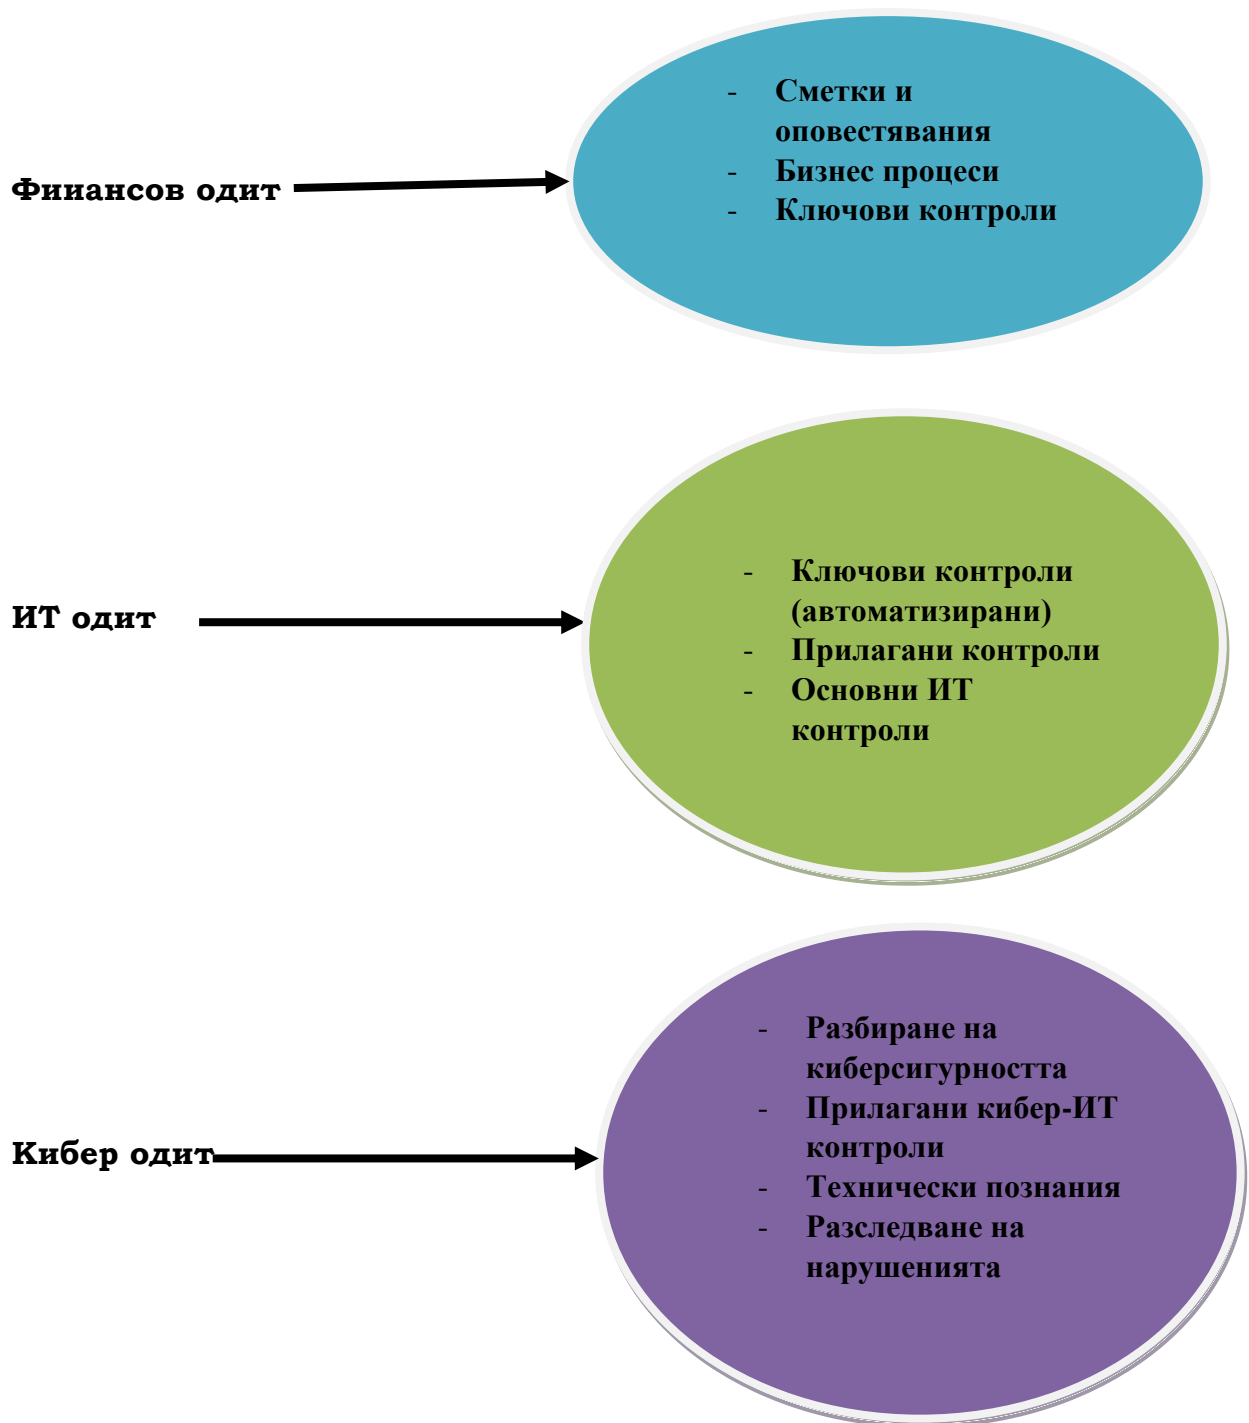 - Сметки и
оповестявания
- Бизнес процеси
- Ключови контроли
Фииансов одит
- Ключови контроли
(автоматизирани)
- Прилагани контроли
- Основни ИТ
контроли
ИТ одит
- Разбиране на
киберсигурността
- Прилагани кибер-ИТ
контроли
- Технически познания
- Разследване на
нарушенията
Кибер одит